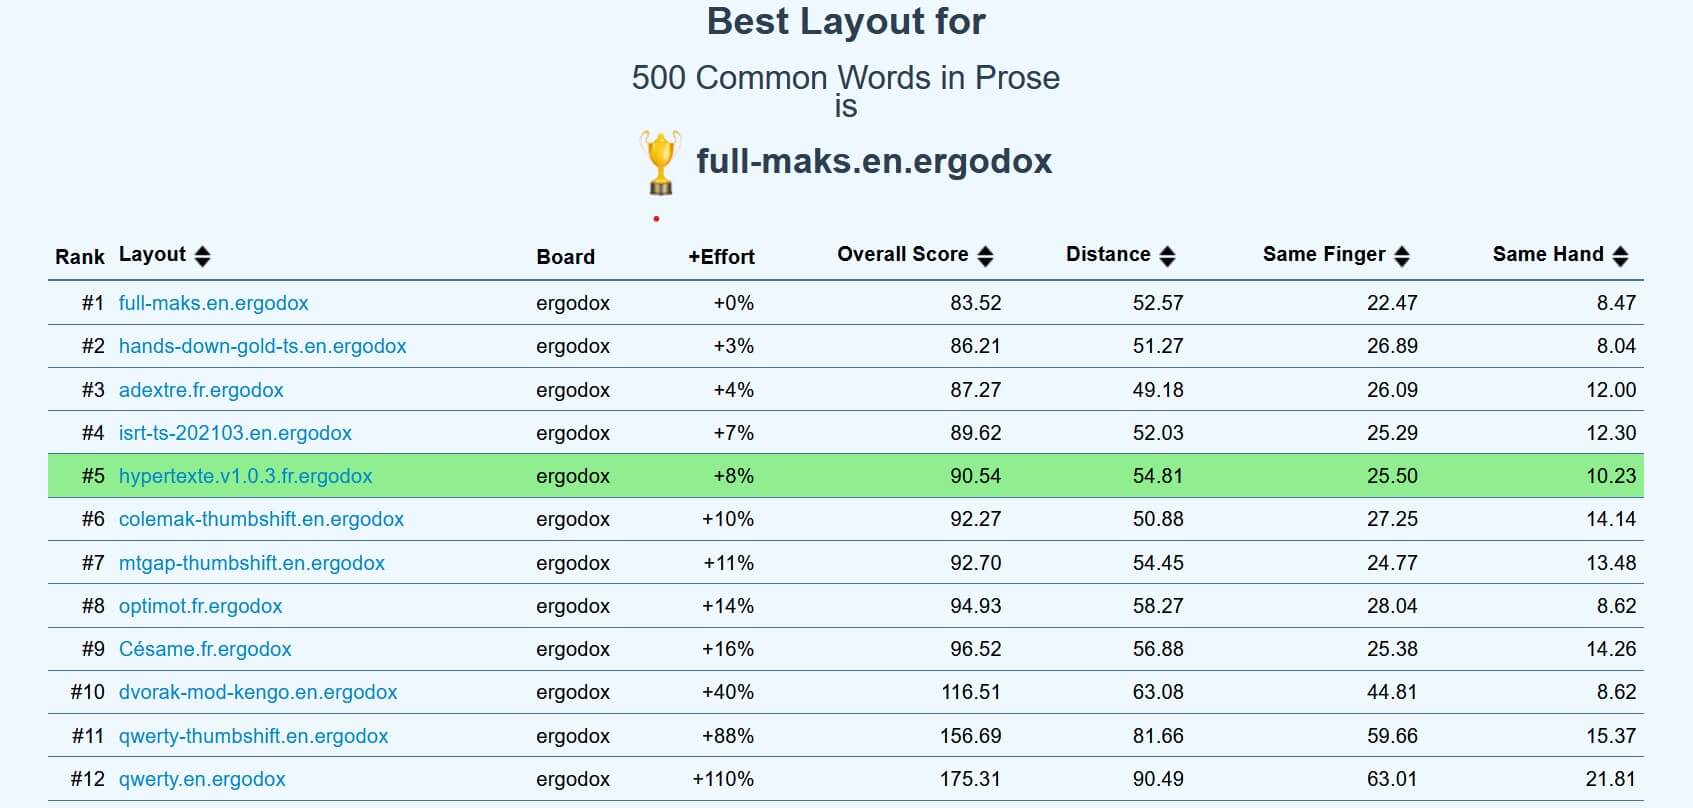 Best Layout for
500 Common Words in Prose
is
full-maks.en.ergodox
Rank Layout Board +Effort Overall Score Distance Same Finger Same Hand
#1 full-maks.en.ergodox ergodox +0% 83.52 52.57 22.47 8.47
#2 hands-down-gold-ts.en.ergodox ergodox +3% 86.21 51.27 26.89 8.04
#3 adextre.fr.ergodox ergodox +4% 87.27 49.18 26.09 12.00
#4 isrt-ts-202103.en.ergodox ergodox +7% 89.62 52.03 25.29 12.30
#5 hypertexte.v1.0.3.fr.ergodox ergodox +8% 90.54 54.81 25.50 10.23
#6 colemak-thumbshift.en.ergodox ergodox +10% 92.27 50.88 27.25 14.14
#7 mtgap-thumbshift.en.ergodox ergodox +11% 92.70 54.45 24.77 13.48
#8 optimot.fr.ergodox ergodox +14% 94.93 58.27 28.04 8.62
#9 Césame.fr.ergodox ergodox +16% 96.52 56.88 25.38 14.26
#10 dvorak-mod-kengo.en.ergodox ergodox +40% 116.51 63.08 44.81 8.62
#11 qwerty-thumbshift.en.ergodox ergodox +88% 156.69 81.66 59.66 15.37
#12 qwerty.en.ergodox ergodox +110% 175.31 90.49 63.01 21.81